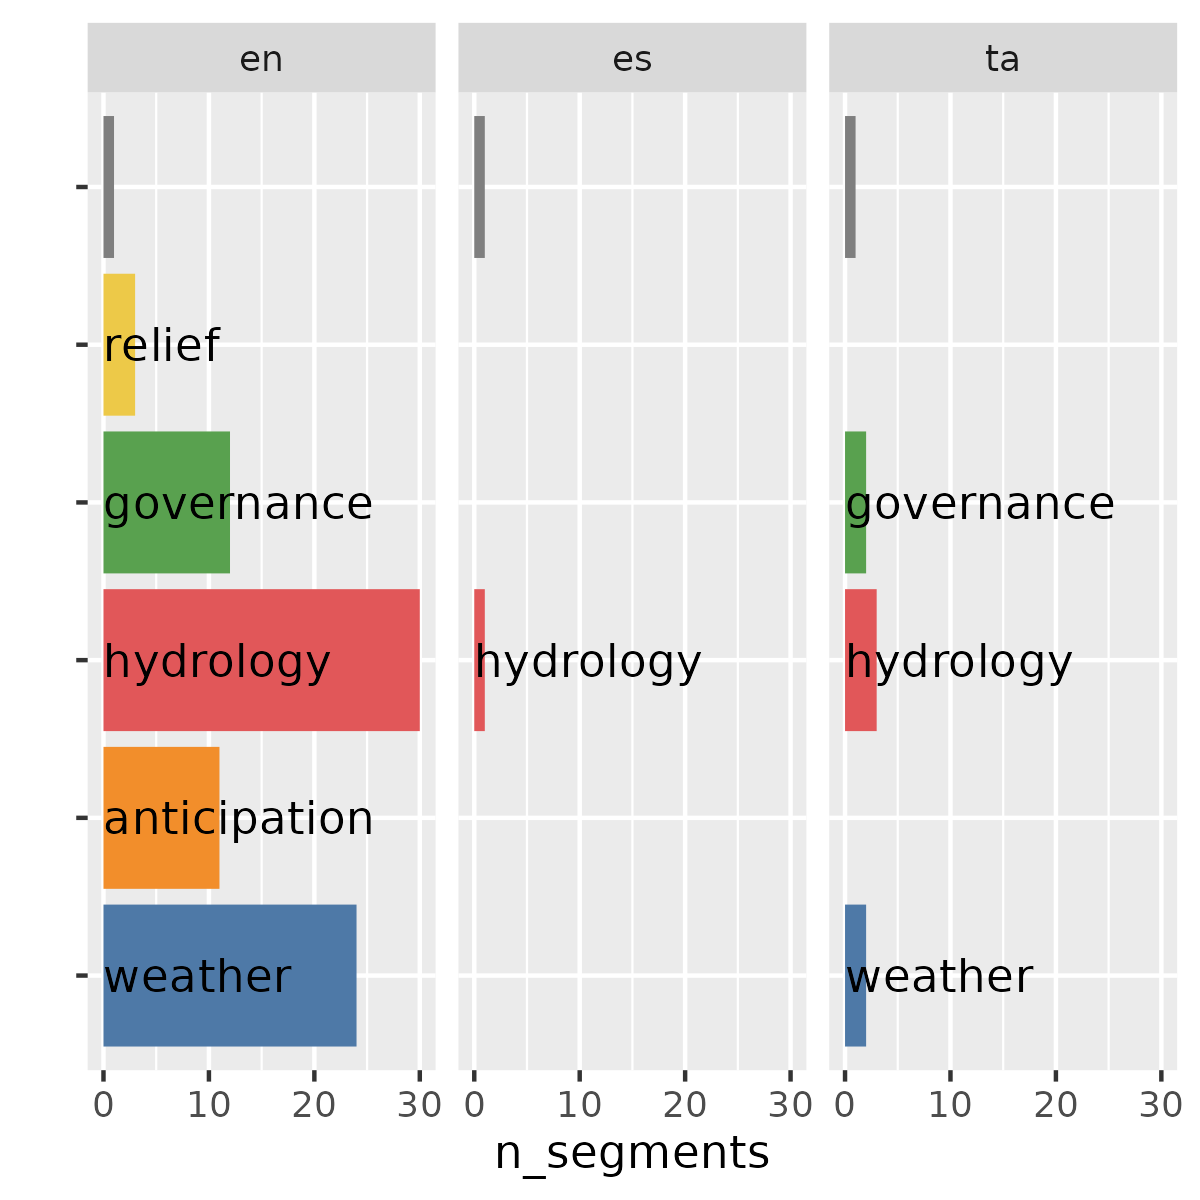 en es ta
relief
governance governance
hydrology hydrology hydrology
anticipation
weather weather
0 10 20 30 0 10 20 30 0 10 20 30
n_segments